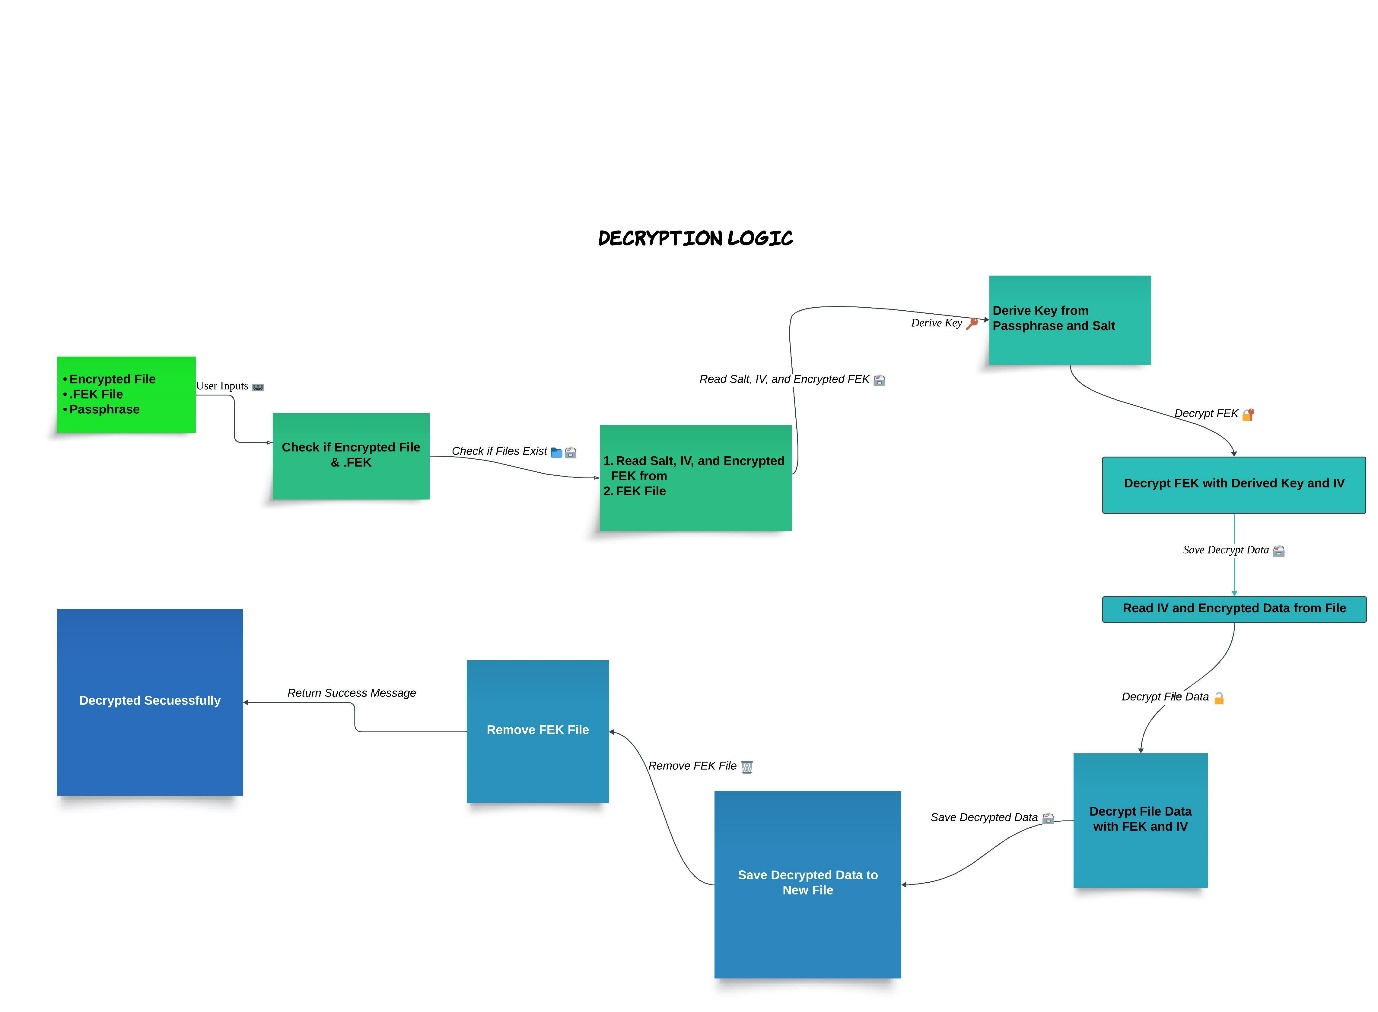 DECRYPTION LOGIC
• Encrypted File
• .FEK File
• Passphrase
User Inputs
Check if Encrypted File
& .FEK
Check if Files Exist
1. Read Salt, IV, and Encrypted
FEK from
2. FEK File
Read Salt, IV, and Encrypted FEK
Derive Key
Derive Key from
Passphrase and Salt
Decrypt FEK
Decrypt FEK with Derived Key and IV
Save Decrypt Data
Read IV and Encrypted Data from File
Decrypt File Data
Decrypt File Data
with FEK and IV
Save Decrypted Data
Save Decrypted Data to
New File
Remove FEK File
Remove FEK File
Return Success Message
Decrypted Secuessfully